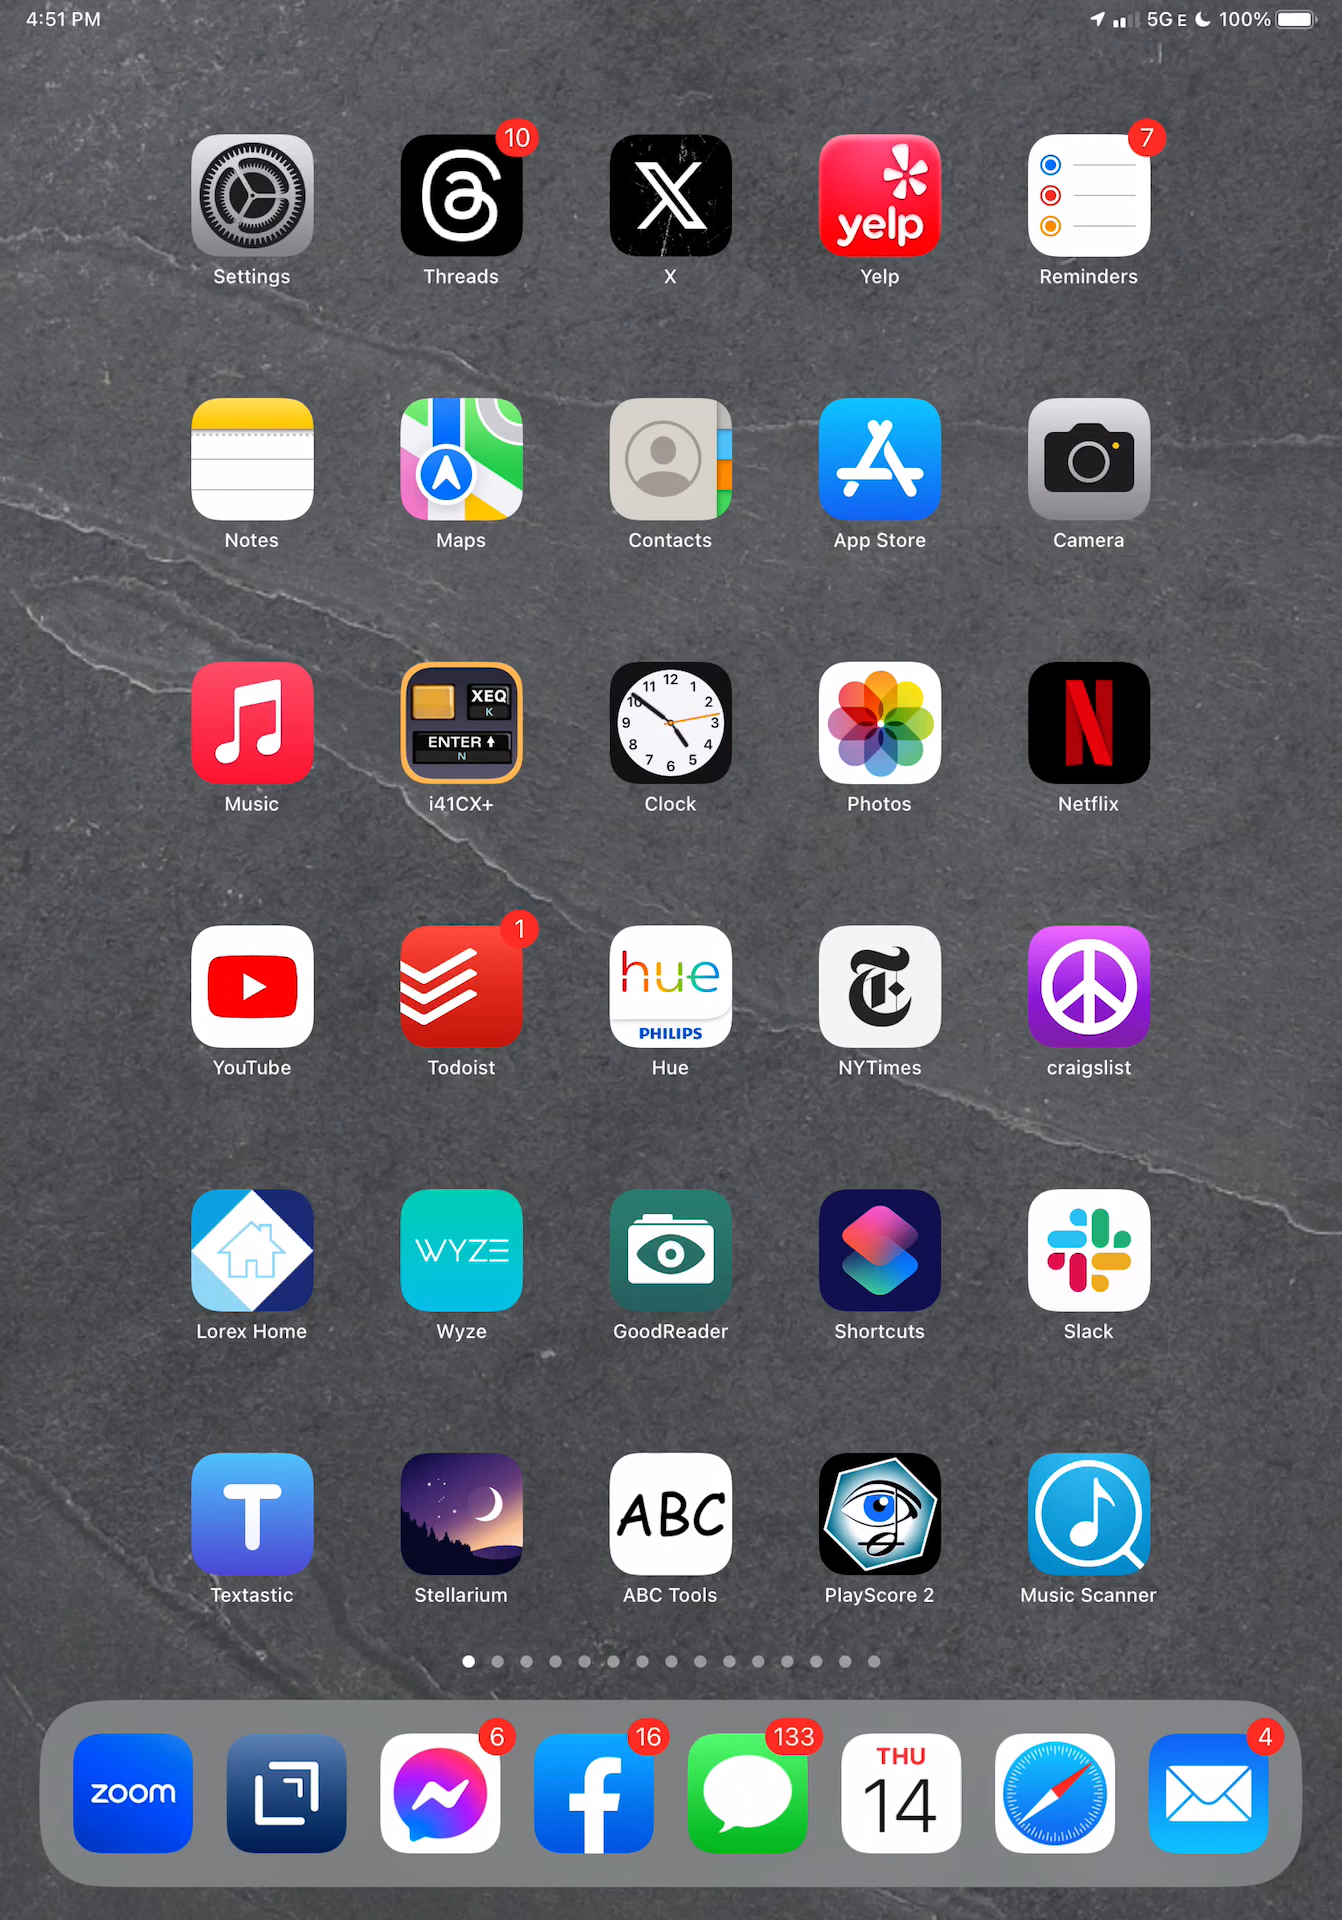 4:51 PM
5G E 100%
10
7
yelp
Settings Threads X Yelp Reminders
Notes Maps Contacts App Store Camera
XEQ
K
ENTER
N
11 12 1
10 2
9 3
8 4
7 6 5
Music i41CX+ Clock Photos Netflix
1
hue
PHILIPS
YouTube Todoist Hue NYTimes craigslist
WYZE
Lorex Home Wyze GoodReader Shortcuts Slack
T
ABC
Textastic Stellarium ABC Tools PlayScore 2 Music Scanner
6 16 133 4
zoom
THU
14